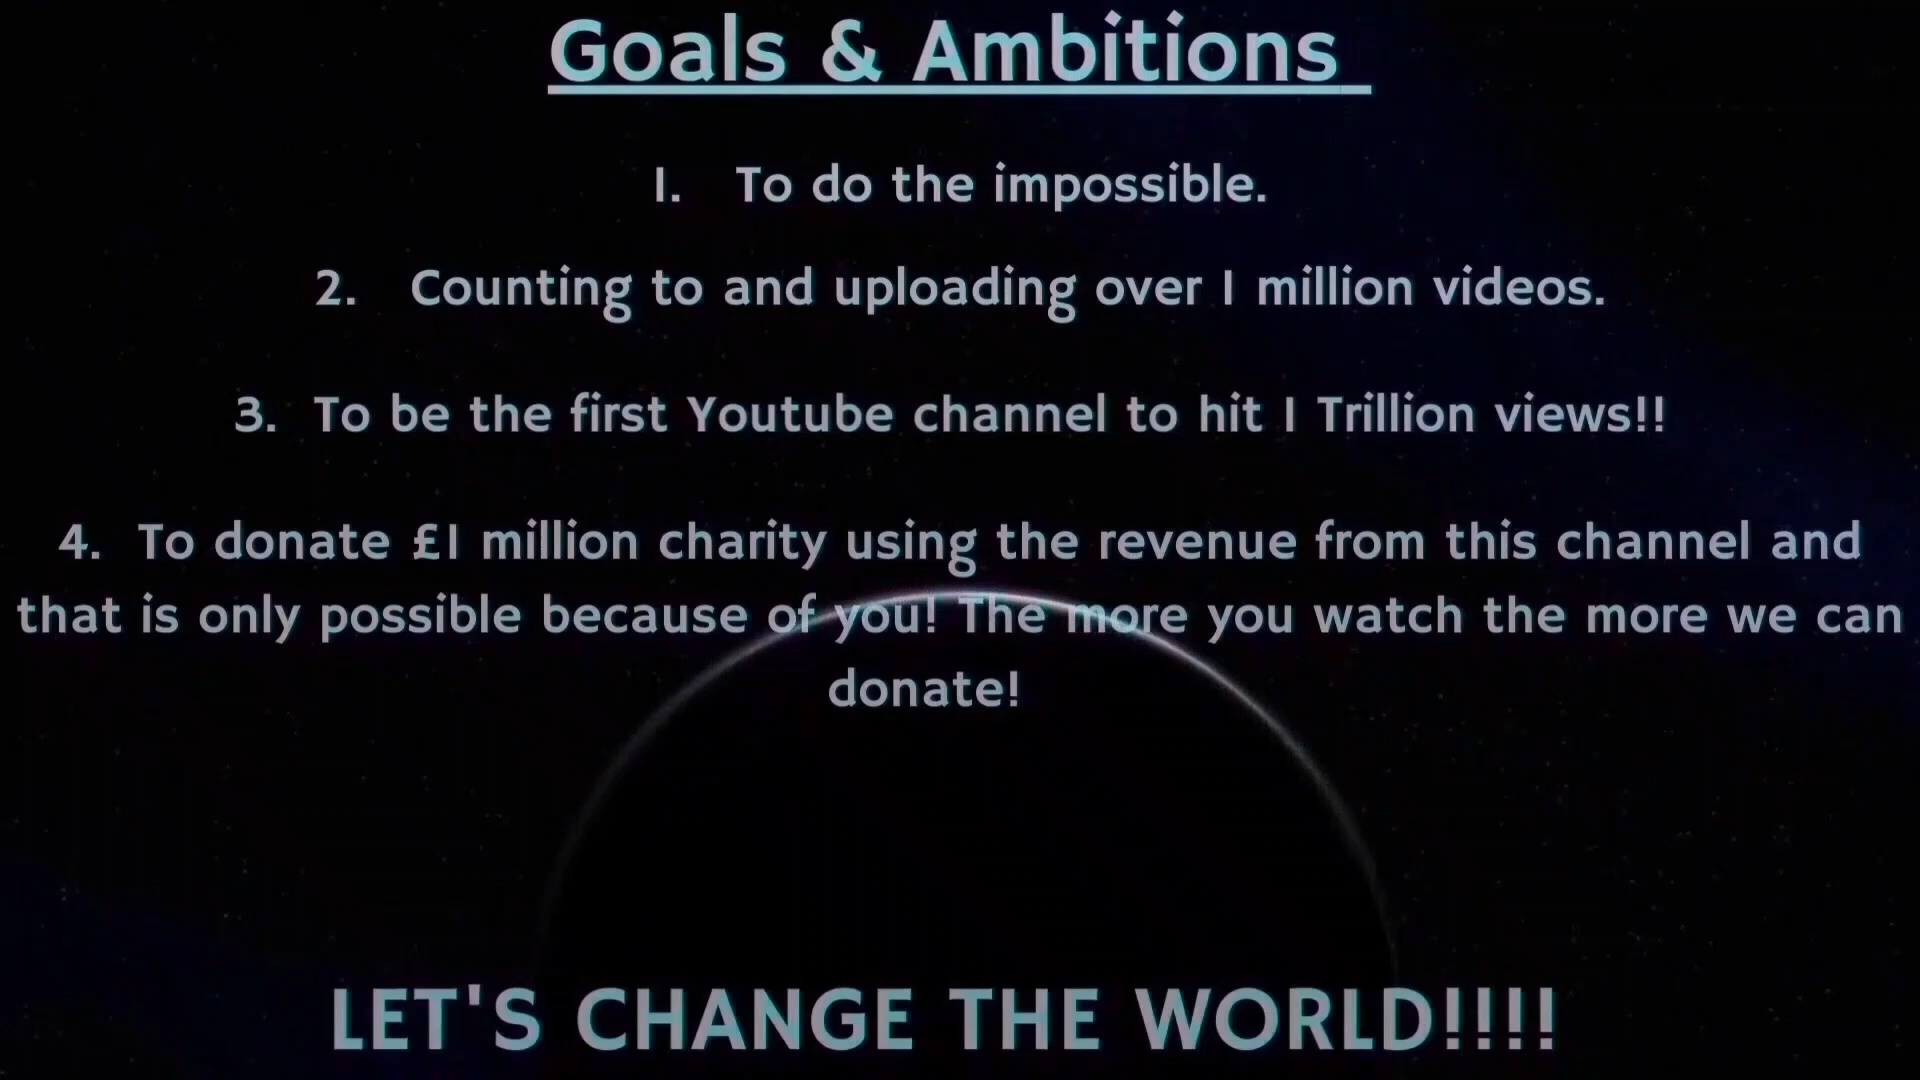 Goals & Ambitions
1. To do the impossible.
2. Counting to and uploading over 1 million videos.
3. To be the first Youtube channel to hit 1 Trillion views!!
4. To donate £1 million charity using the revenue from this channel and
that is only possible because of you! The more you watch the more we can
donate!
LET'S CHANGE THE WORLD!!!!